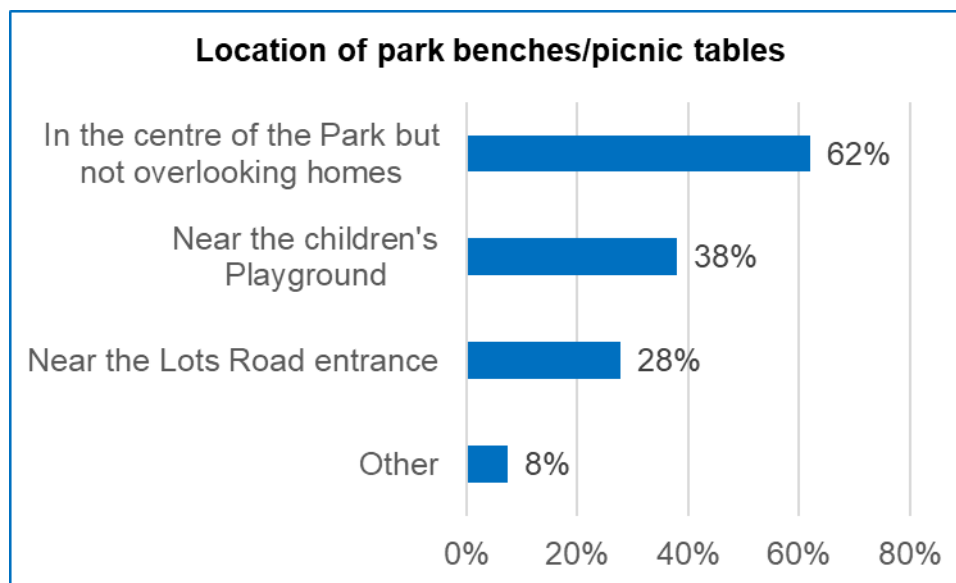 Location of park benches/picnic tables
In the centre of the Park but
not overlooking homes
62%
Near the children's
Playground
38%
Near the Lots Road entrance
28%
Other
8%
0% 20% 40% 60% 80%